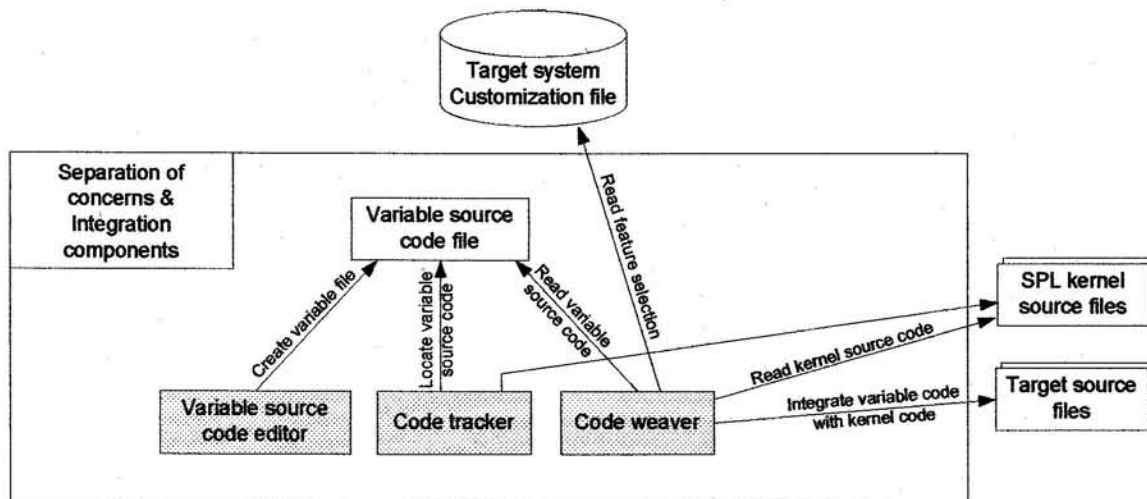 Target system
Customization file
Separation of
concerns &
Integration
components
Variable source
code file
Read feature selection
Create variable file
Locate variable
source code
Read variable
source code
SPL kernel
source files
Read kernel source code
Integrate variable code
with kernel code
Target source
files
Variable source
code editor
Code tracker
Code weaver